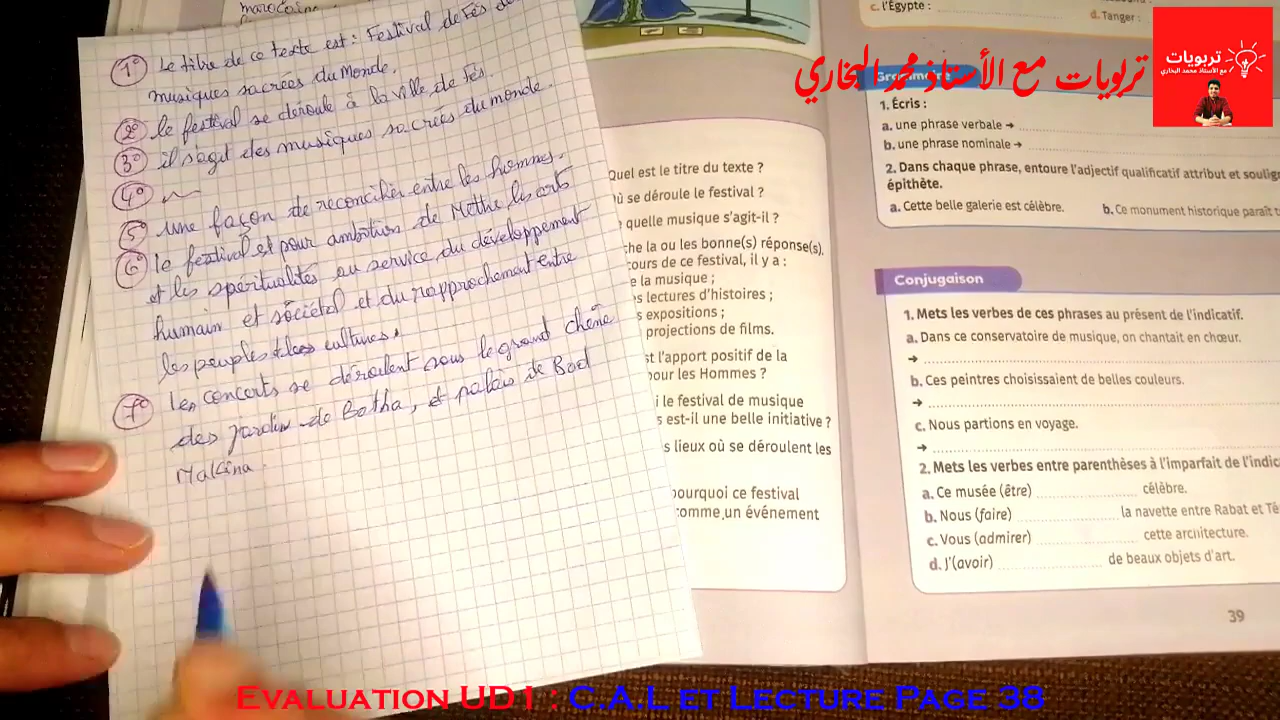 marocaine
1° Le titre de ce texte est : Festival de Fès de
musiques sacrées du Monde.
2° le festival se déroule à la ville de fès.
3° il s'agit des musiques sacrées du monde.
4°
5° une façon de reconcilier entre les hommes.
6° le festival est pour ambition de Mettre les arts
et les spiritualités au service du développement
humain et sociétal et du rapprochement entre
les peuples cultures.
7° les concerts se déroulent sous le grand chêne
des jardin de Batha, et palais de Bad
Makina.
Quel est le titre du texte ?
Où se déroule le festival ?
quelle musique s'agit-il ?
che la ou les bonne(s) réponse(s).
cours de ce festival, il y a :
e la musique ;
s lectures d'histoires ;
s expositions ;
projections de films.
st l'apport positif de la
pour les Hommes ?
i le festival de musique
s est-il une belle initiative ?
s lieux où se déroulent les
pourquoi ce festival
comme un événement
c. l'Égypte :
d. Tanger :
Grammaire
1. Écris :
a. une phrase verbale →
b. une phrase nominale →
2. Dans chaque phrase, entoure l'adjectif qualificatif attribut et soulig
épithète.
a. Cette belle galerie est célèbre. b. Ce monument historique paraît t
Conjugaison
1. Mets les verbes de ces phrases au présent de l'indicatif.
a. Dans ce conservatoire de musique, on chantait en chœur.
→
b. Ces peintres choisissaient de belles couleurs.
→
c. Nous partions en voyage.
→
2. Mets les verbes entre parenthèses à l'imparfait de l'indic
a. Ce musée (être) célèbre.
b. Nous (faire) la navette entre Rabat et Té
c. Vous (admirer) cette architecture.
d. J'(avoir) de beaux objets d'art.
39
تربويات مع الأستاذ محمد البخاري
تربويات
مع الأستاذ محمد البخاري
Evaluation UD1 : C.A.L et Lecture Page 38